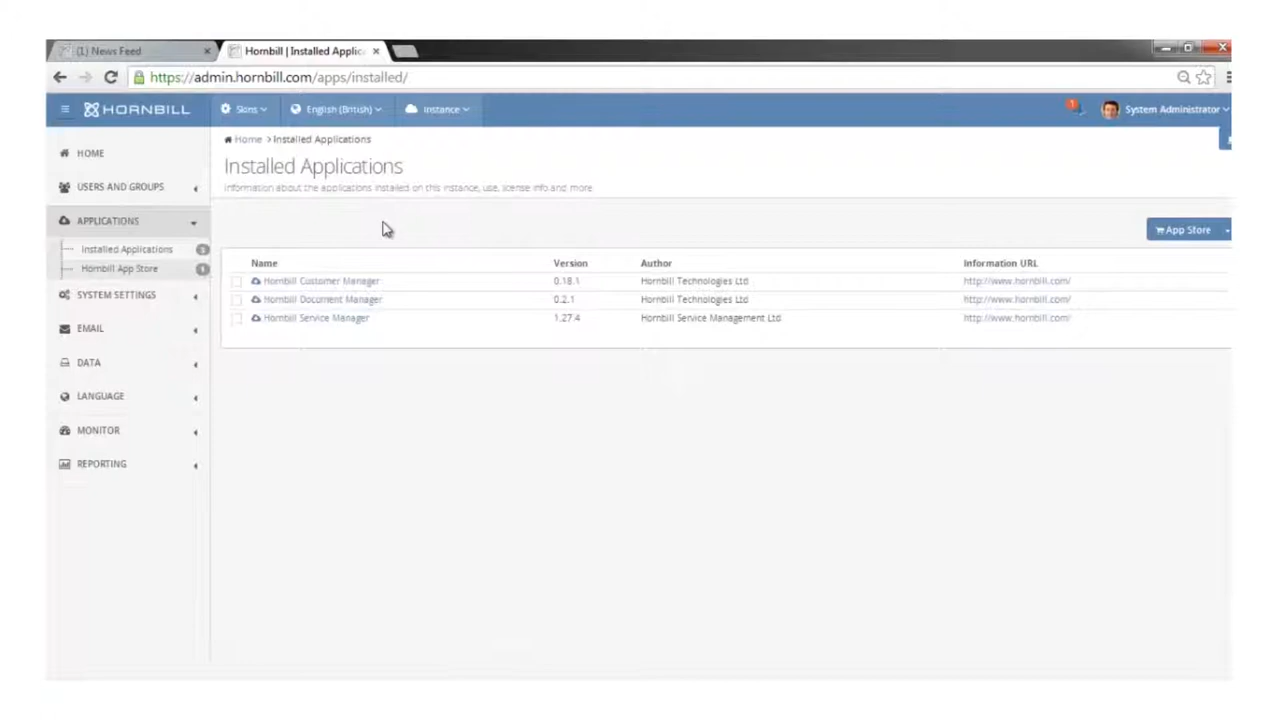 (1) News Feed
Hornbill | Installed Applic
https://admin.hornbill.com/apps/installed/
HORNBILL
Skins
English (British)
Instance
1
System Administrator
HOME
USERS AND GROUPS
APPLICATIONS
Installed Applications
Hornbill App Store
SYSTEM SETTINGS
EMAIL
DATA
LANGUAGE
MONITOR
REPORTING
Home > Installed Applications
Installed Applications
Information about the applications installed on this instance, use, license info and more
App Store
Name Version Author Information URL
Hornbill Customer Manager 0.18.1 Hornbill Technologies Ltd http://www.hornbill.com/
Hornbill Document Manager 0.2.1 Hornbill Technologies Ltd http://www.hornbill.com/
Hornbill Service Manager 1.27.4 Hornbill Service Management Ltd http://www.hornbill.com/